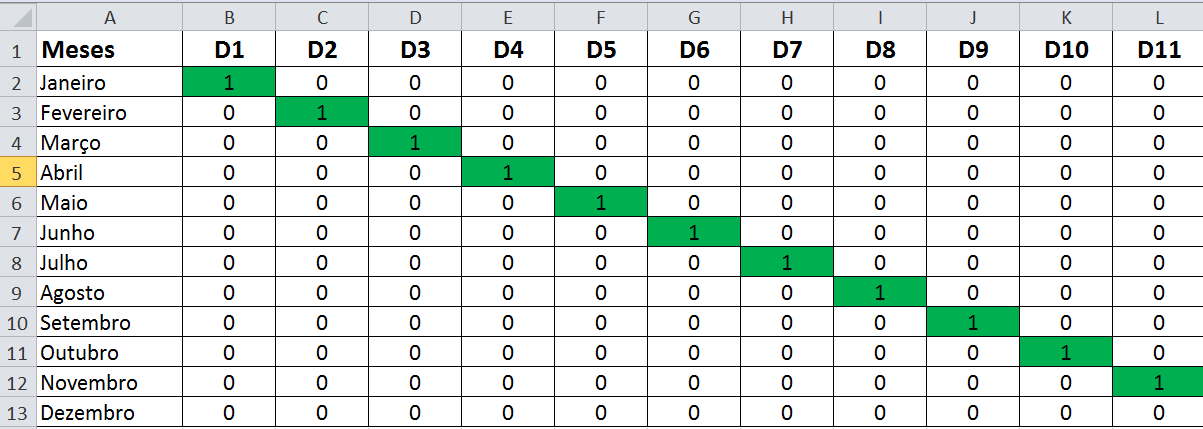 A B C D E F G H I J K L
1 Meses D1 D2 D3 D4 D5 D6 D7 D8 D9 D10 D11
2 Janeiro 1 0 0 0 0 0 0 0 0 0 0
3 Fevereiro 0 1 0 0 0 0 0 0 0 0 0
4 Março 0 0 1 0 0 0 0 0 0 0 0
5 Abril 0 0 0 1 0 0 0 0 0 0 0
6 Maio 0 0 0 0 1 0 0 0 0 0 0
7 Junho 0 0 0 0 0 1 0 0 0 0 0
8 Julho 0 0 0 0 0 0 1 0 0 0 0
9 Agosto 0 0 0 0 0 0 0 1 0 0 0
10 Setembro 0 0 0 0 0 0 0 0 1 0 0
11 Outubro 0 0 0 0 0 0 0 0 0 1 0
12 Novembro 0 0 0 0 0 0 0 0 0 0 1
13 Dezembro 0 0 0 0 0 0 0 0 0 0 0